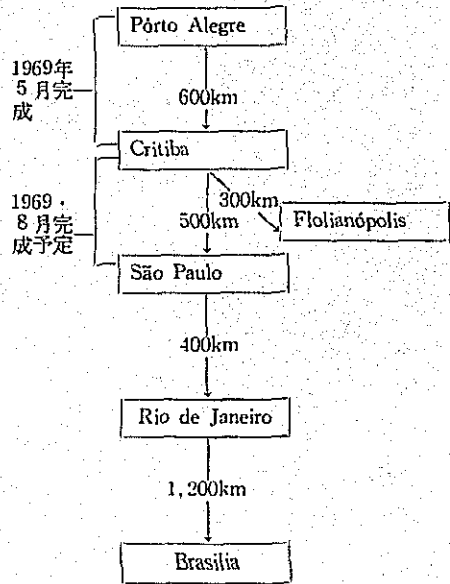 Pôrto Alegre
1969年
5月完
成
600km
Critiba
300km
1969・
8月完
成予定
500km
Flolianópolis
São Paulo
400km
Rio de Janeiro
1,200km
Brasilia